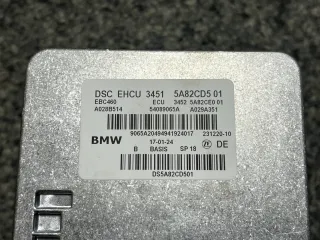 DSC EHCU 3451 5A82CD5 01
EBC460 ECU 3452 5A82CE0 01
A028B514 54089065A A029A351
9065A20494941924017 231220-10
BMW 17-01-24 ZF DE
B BASIS SP 18
DS5A82CD501